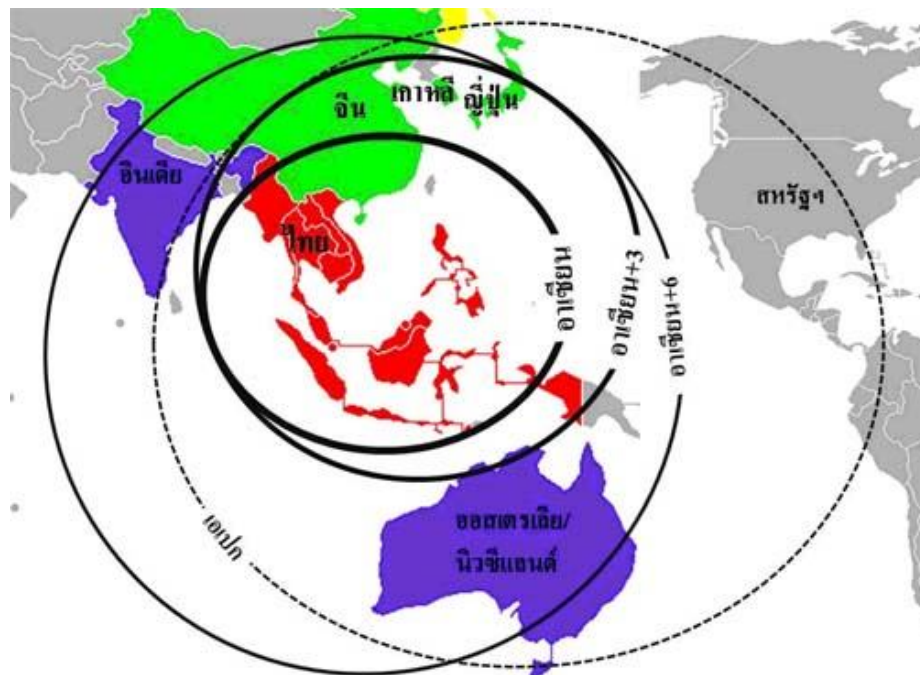 จีน
เกาหลี
ญี่ปุ่น
อินเดีย
สหรัฐฯ
ไทย
อาเซียน
อาเซียน+3
อาเซียน+6
เอเปก
ออสเตรเลีย/
นิวซีแลนด์